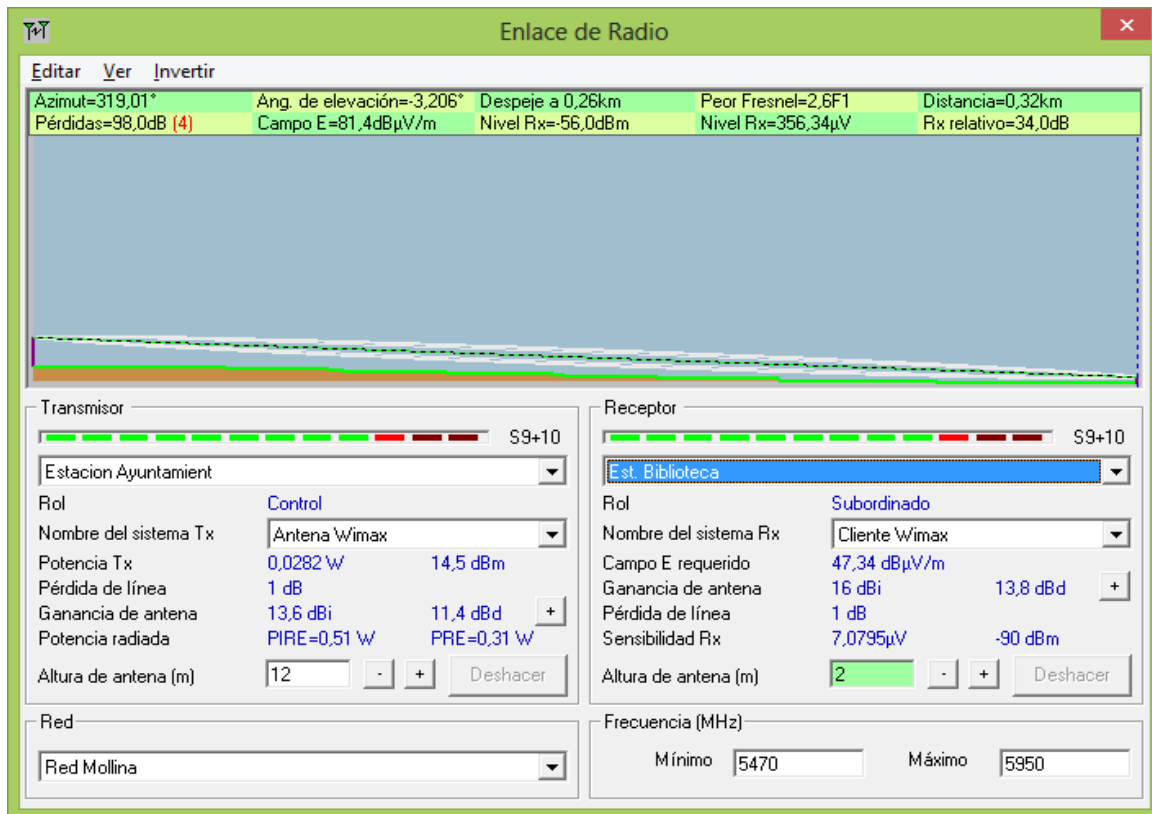 Enlace de Radio
Editar Ver Invertir
Azimut=319,01° Ang. de elevación=-3,206° Despeje a 0,26km Peor Fresnel=2,6F1 Distancia=0,32km
Pérdidas=98,0dB (4) Campo E=81,4dBµV/m Nivel Rx=-56,0dBm Nivel Rx=356,34µV Rx relativo=34,0dB
Transmisor
S9+10
Estacion Ayuntamient
Rol Control
Nombre del sistema Tx Antena Wimax
Potencia Tx 0,0282 W 14,5 dBm
Pérdida de línea 1 dB
Ganancia de antena 13,6 dBi 11,4 dBd +
Potencia radiada PIRE=0,51 W PRE=0,31 W
Altura de antena (m) 12 - + Deshacer
Receptor
S9+10
Est. Biblioteca
Rol Subordinado
Nombre del sistema Rx Cliente Wimax
Campo E requerido 47,34 dBµV/m
Ganancia de antena 16 dBi 13,8 dBd +
Pérdida de línea 1 dB
Sensibilidad Rx 7,0795µV -90 dBm
Altura de antena (m) 2 - + Deshacer
Red
Red Mollina
Frecuencia (MHz)
Mínimo 5470 Máximo 5950